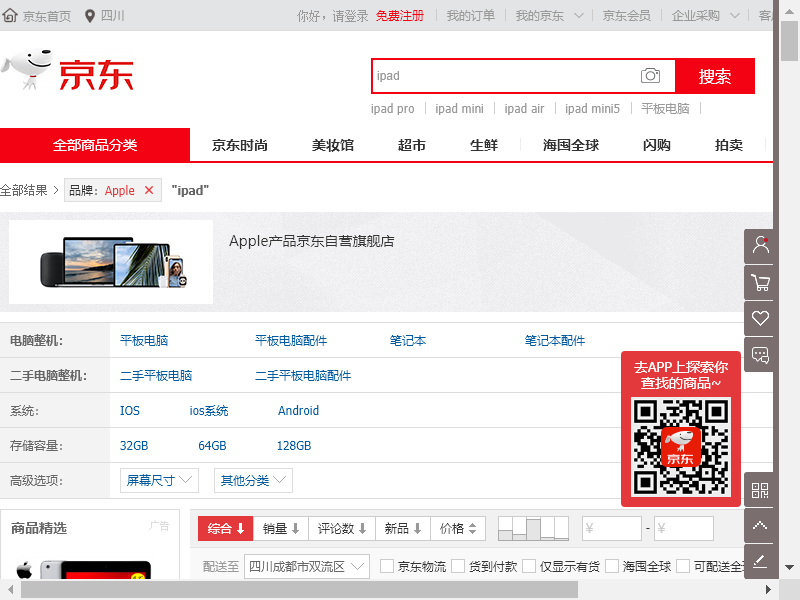 京东首页 四川 你好，请登录 免费注册 我的订单 我的京东 京东会员 企业采购
京东
ipad 搜索
ipad pro ipad mini ipad air ipad mini5 平板电脑
全部商品分类 京东时尚 美妆馆 超市 生鲜 海囤全球 闪购 拍卖
全部结果 > 品牌：Apple × "ipad"
Apple产品京东自营旗舰店
电脑整机： 平板电脑 平板电脑配件 笔记本 笔记本配件
二手电脑整机： 二手平板电脑 二手平板电脑配件
系统： IOS ios系统 Android
存储容量： 32GB 64GB 128GB
高级选项： 屏幕尺寸 其他分类
去APP上探索你
查找的商品~
京东
商品精选 广告
综合 销量 评论数 新品 价格 ¥ - ¥
配送至 四川成都市双流区 京东物流 货到付款 仅显示有货 海囤全球 可配送全